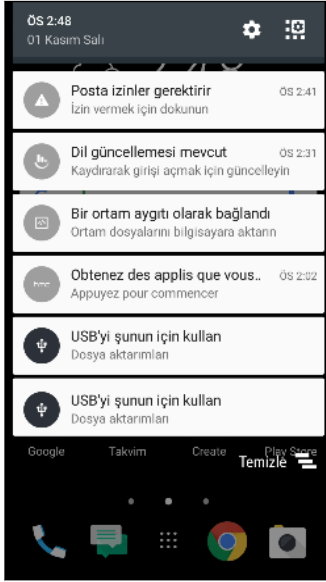 ÖS 2:48
01 Kasım Salı
Posta izinler gerektirir ÖS 2:41
İzin vermek için dokunun
Dil güncellemesi mevcut ÖS 2:31
Kaydırarak girişi açmak için güncelleyin
Bir ortam aygıtı olarak bağlandı
Ortam dosyalarını bilgisayara aktarın
Obtenez des applis que vous.. ÖS 2:02
Appuyez pour commencer
hTC
USB'yi şunun için kullan
Dosya aktarımları
USB'yi şunun için kullan
Dosya aktarımları
Google Takvim Create Play Store
Temizle